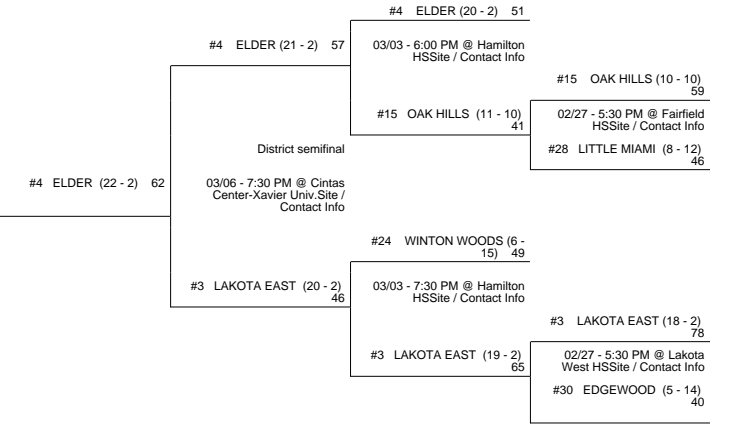 #4 ELDER (20 - 2) 51
#4 ELDER (21 - 2) 57
03/03 - 6:00 PM @ Hamilton
HSSite / Contact Info
#15 OAK HILLS (10 - 10)
59
#15 OAK HILLS (11 - 10)
41
02/27 - 5:30 PM @ Fairfield
HSSite / Contact Info
District semifinal
#28 LITTLE MIAMI (8 - 12)
46
#4 ELDER (22 - 2) 62
03/06 - 7:30 PM @ Cintas
Center-Xavier Univ.Site /
Contact Info
#24 WINTON WOODS (6 -
15) 49
#3 LAKOTA EAST (20 - 2)
46
03/03 - 7:30 PM @ Hamilton
HSSite / Contact Info
#3 LAKOTA EAST (18 - 2)
78
#3 LAKOTA EAST (19 - 2)
65
02/27 - 5:30 PM @ Lakota
West HSSite / Contact Info
#30 EDGEWOOD (5 - 14)
40